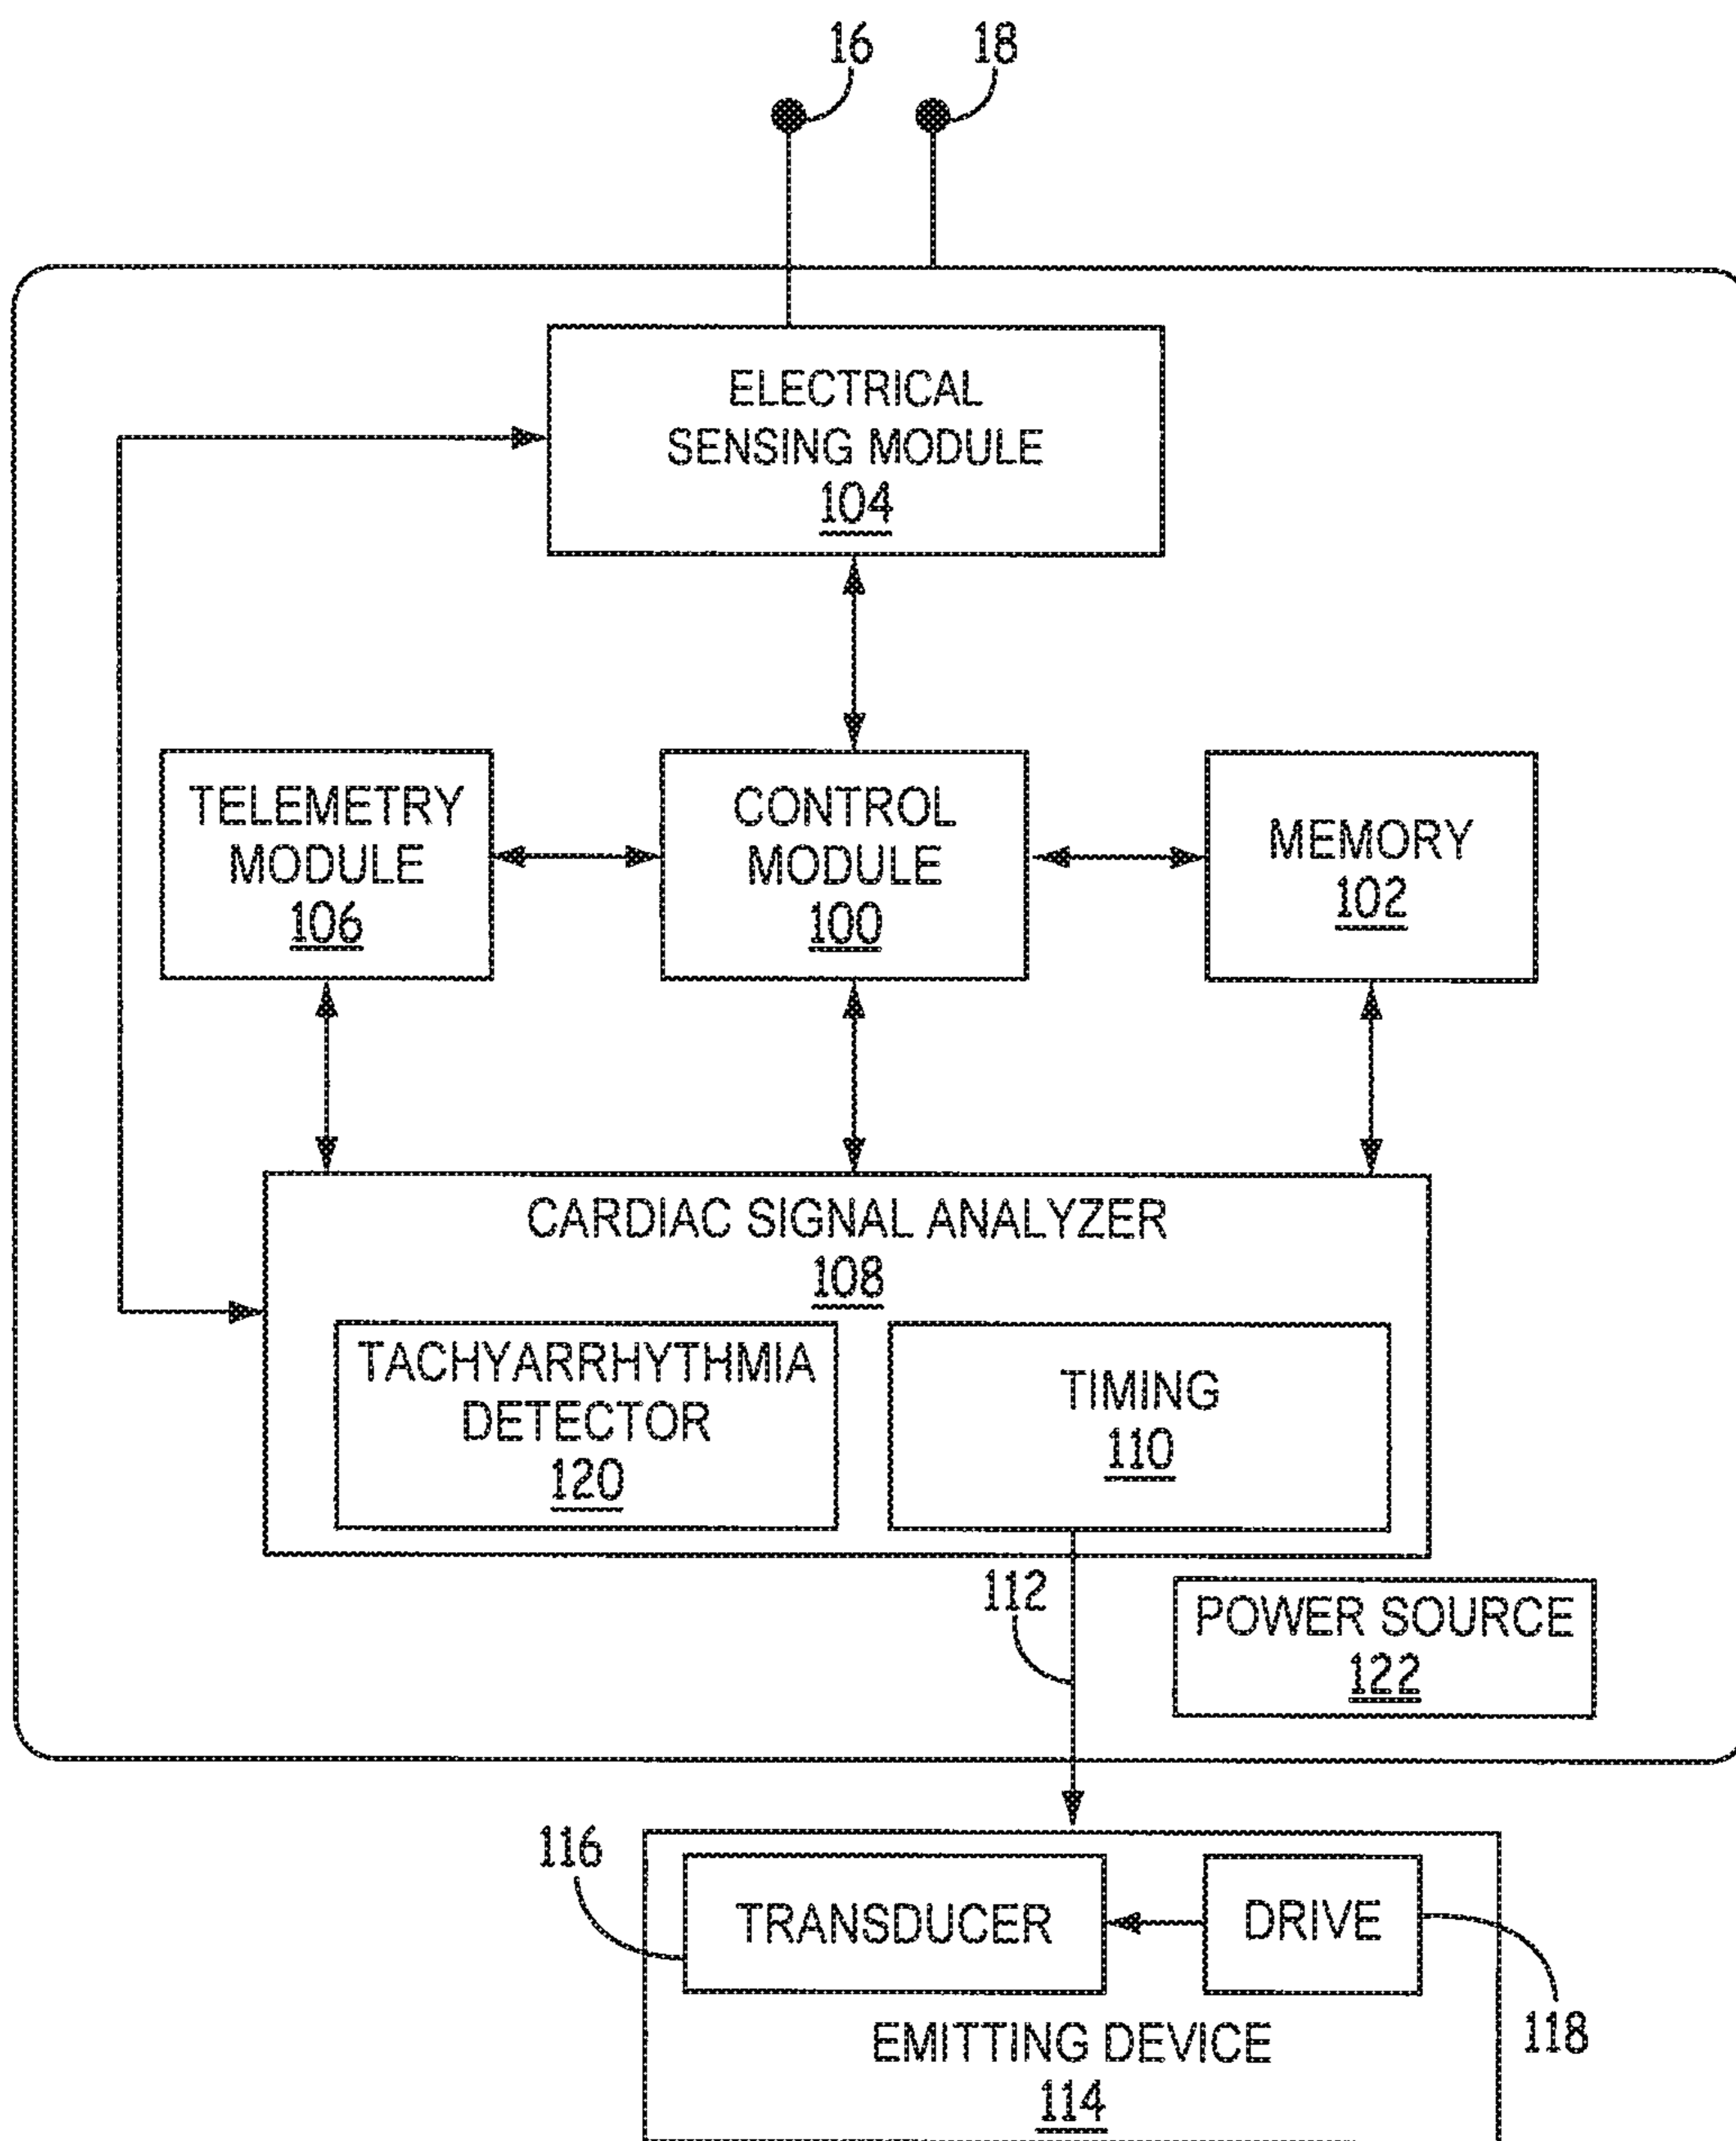 16
18
ELECTRICAL
SENSING MODULE
104
TELEMETRY
MODULE
106
CONTROL
MODULE
100
MEMORY
102
CARDIAC SIGNAL ANALYZER
108
TACHYARRHYTHMIA
DETECTOR
120
TIMING
110
112
POWER SOURCE
122
116
TRANSDUCER
DRIVE
118
EMITTING DEVICE
114